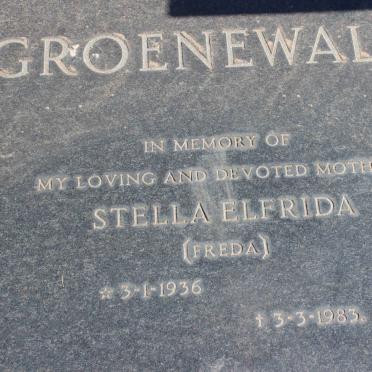 GROENEWAL
IN MEMORY OF
MY LOVING AND DEVOTED MOTH
STELLA ELFRIDA
(FREDA)
☆ 3-1-1936
† 3-3-1983.